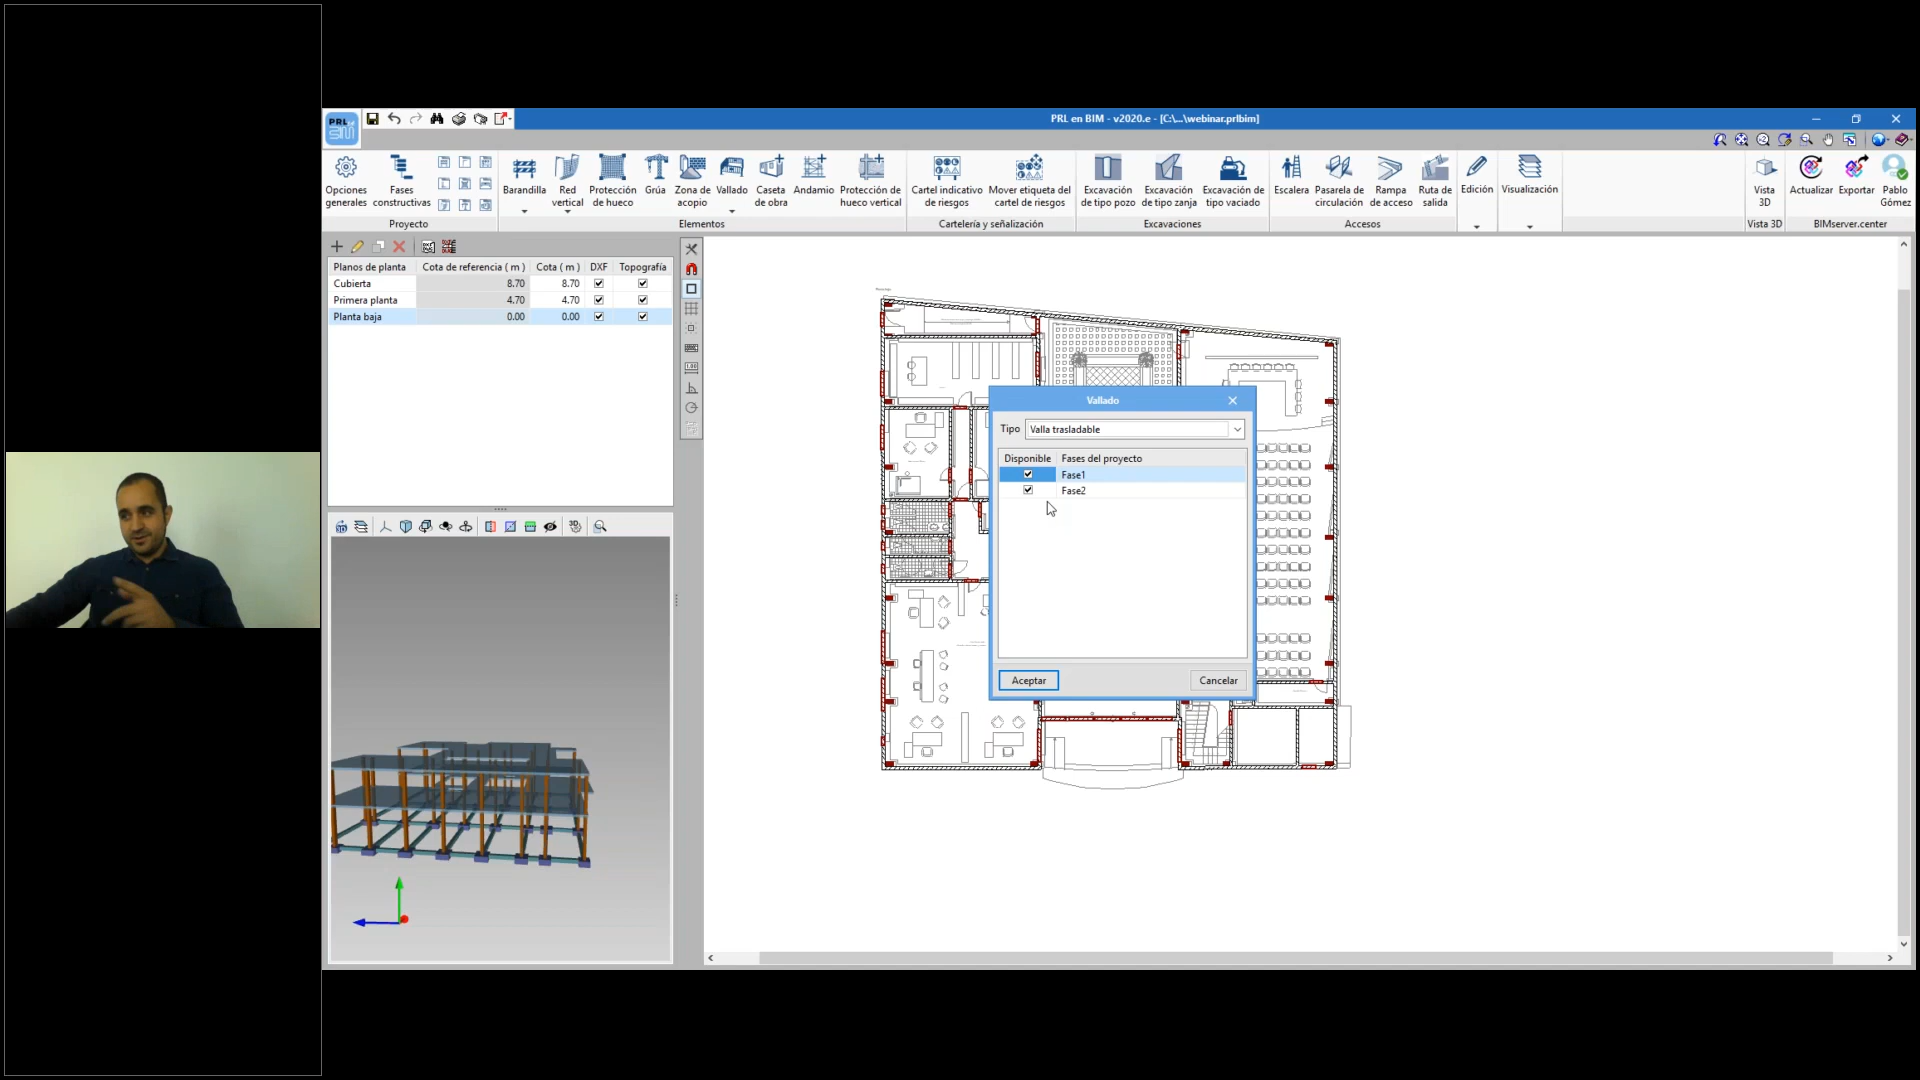 PRL en BIM - v2020.e - [C:\...\webinar.prlbim]
PRL
BIM
Opciones generales
Fases constructivas
Barandilla
Red vertical
Protección de hueco
Grúa
Zona de acopio
Vallado
Caseta de obra
Andamio
Protección de hueco vertical
Cartel indicativo de riesgos
Mover etiqueta del cartel de riesgos
Excavación de tipo pozo
Excavación de tipo zanja
Excavación de tipo vaciado
Escalera
Pasarela de circulación
Rampa de acceso
Ruta de salida
Edición
Visualización
Vista 3D
Actualizar
Exportar
Pablo Gómez
Proyecto
Elementos
Cartelería y señalización
Excavaciones
Accesos
Vista 3D
BIMserver.center
Planos de planta Cota de referencia ( m ) Cota ( m ) DXF Topografía
Cubierta 8.70 8.70
Primera planta 4.70 4.70
Planta baja 0.00 0.00
Vallado
Tipo Valla trasladable
Disponible Fases del proyecto
Fase1
Fase2
Aceptar Cancelar